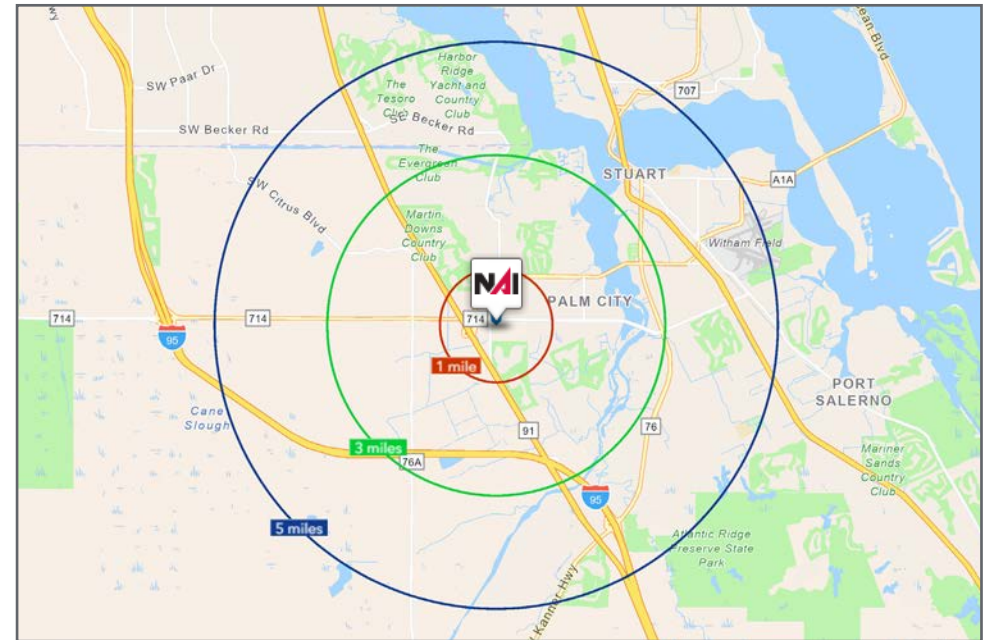 Harbor
Ridge
Yacht and
Country
Club
The
Tesoro
Club
SW Paar Dr
707
SW Becker Rd
SE Becker Rd
The
Evergreen
Club
STUART
A1A
SW Citrus Blvd
Martin
Downs
Country
Club
Witham Field
NAI
PALM CITY
714
714
714
95
1 mile
PORT
SALERNO
Cane
Slough
91
76
3 miles
76A
Mariner
Sands
Country
Club
95
5 miles
Atlantic Ridge
Preserve State
Park
Kanner Hwy